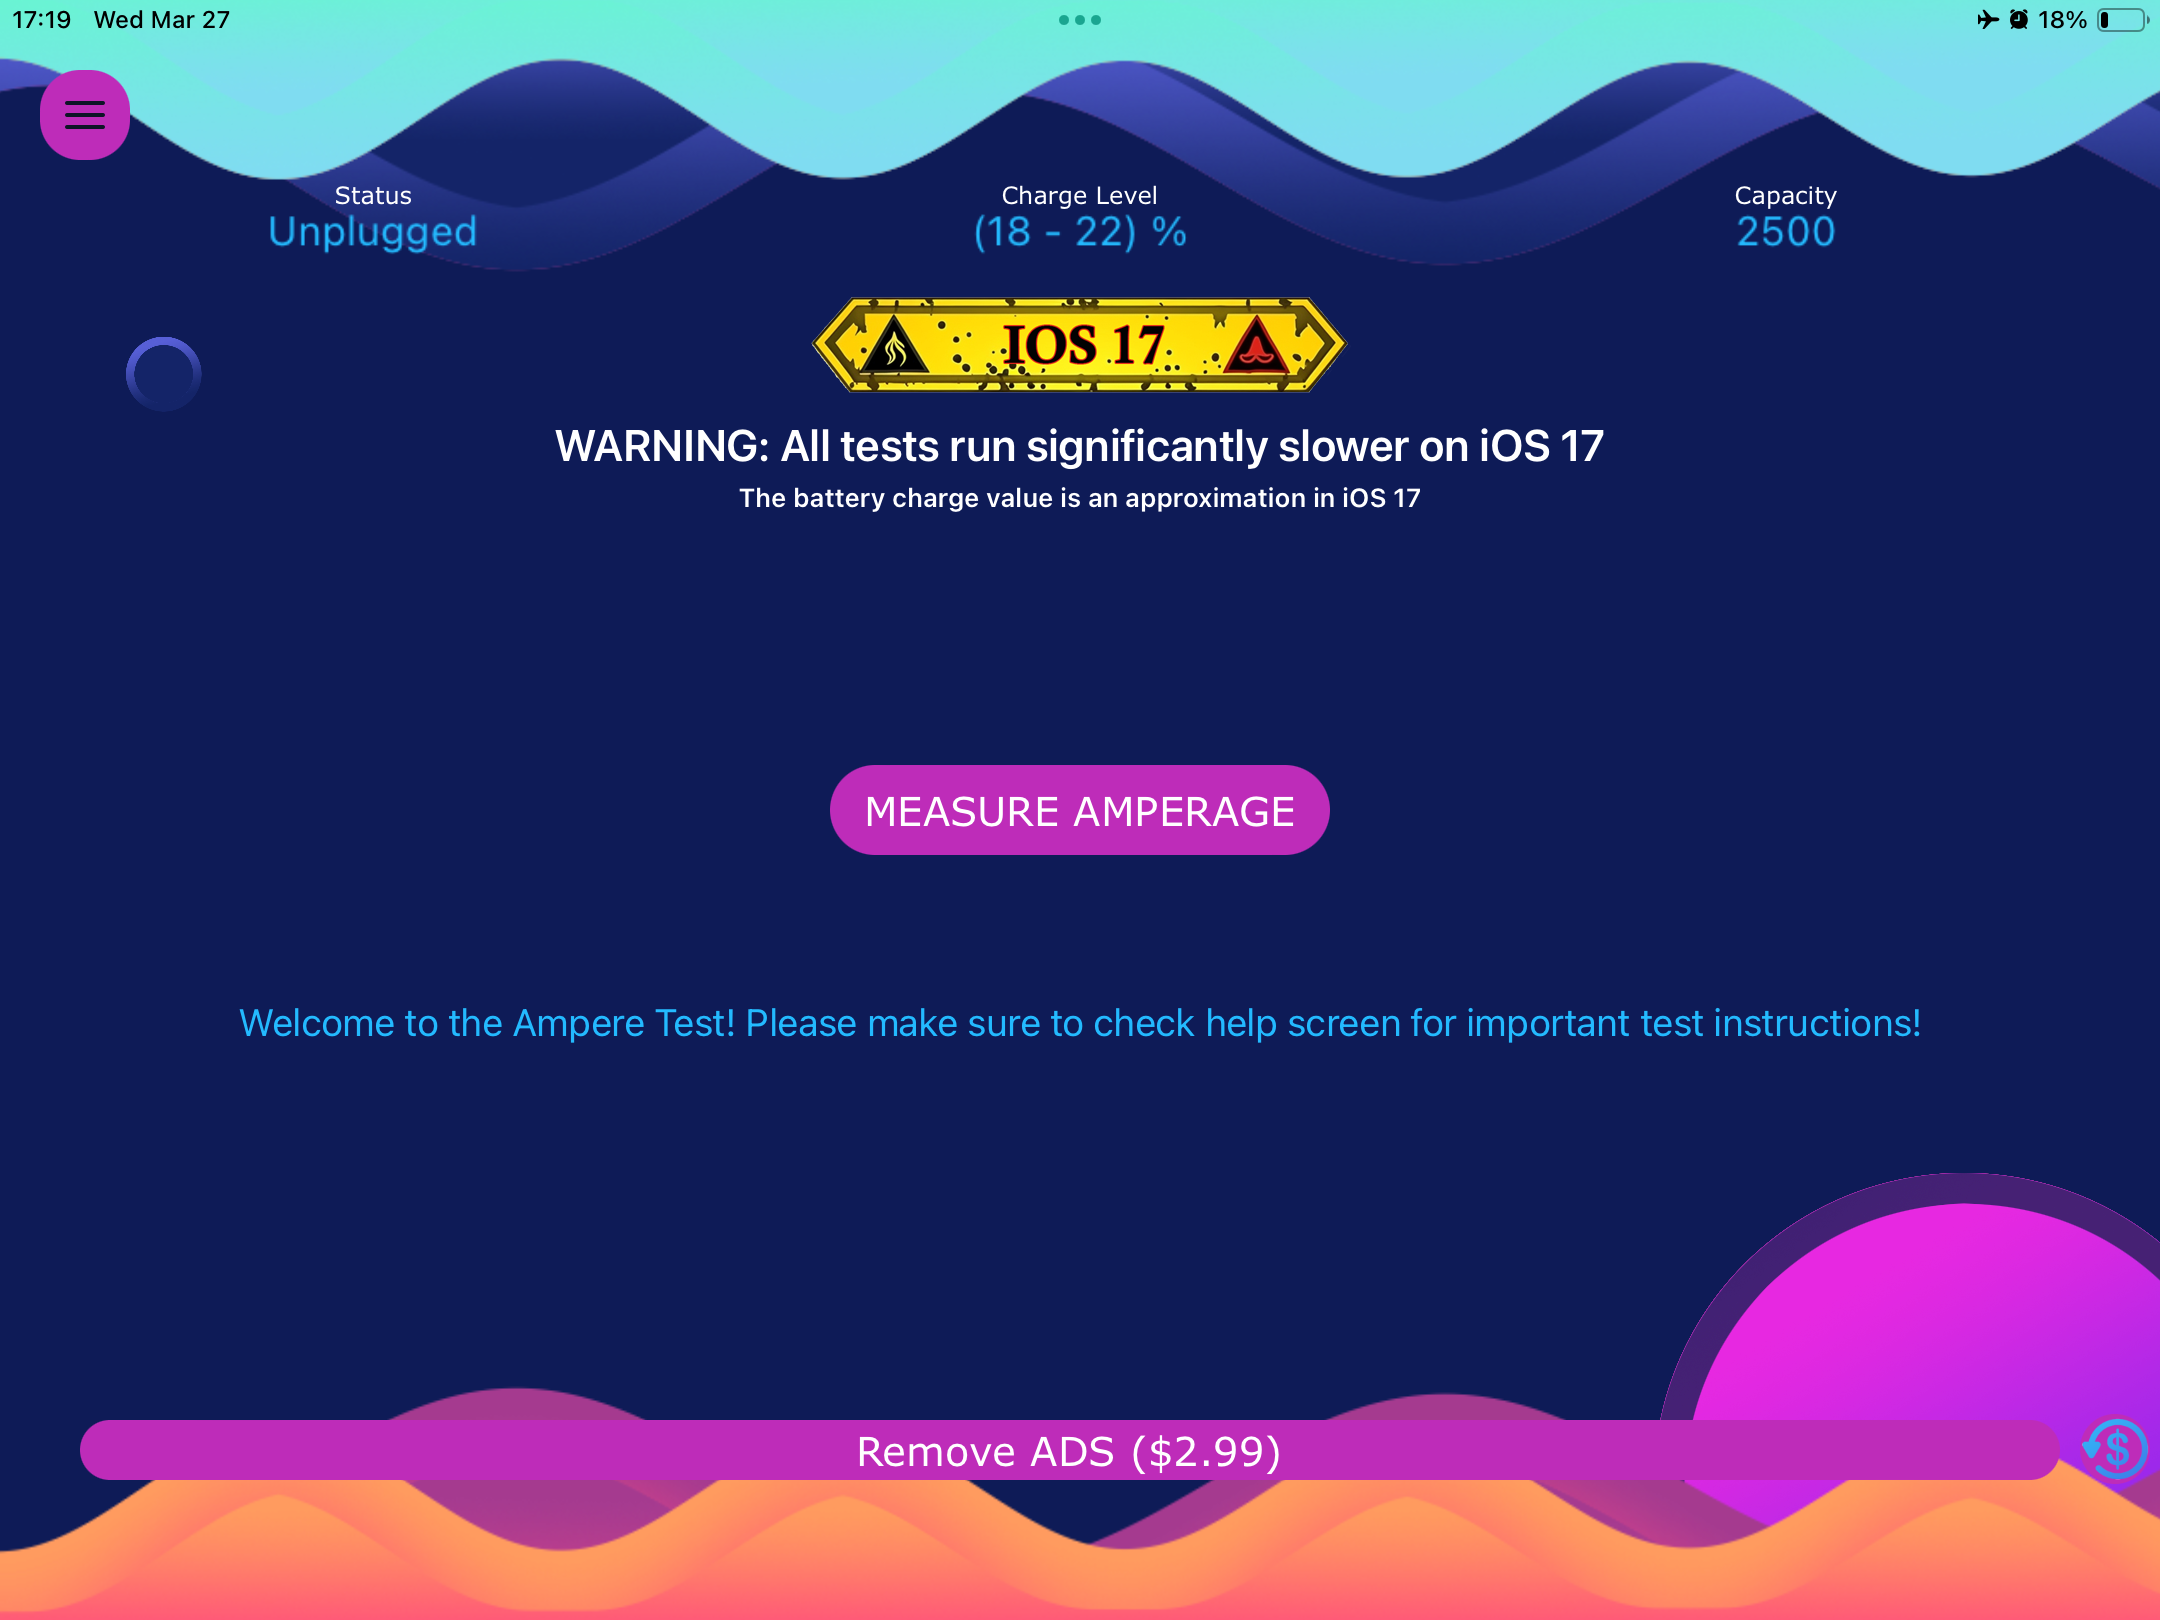 17:19 Wed Mar 27
18%
Status
Unplugged
Charge Level
(18 - 22) %
Capacity
2500
IOS 17
WARNING: All tests run significantly slower on iOS 17
The battery charge value is an approximation in iOS 17
MEASURE AMPERAGE
Welcome to the Ampere Test! Please make sure to check help screen for important test instructions!
Remove ADS ($2.99)
$